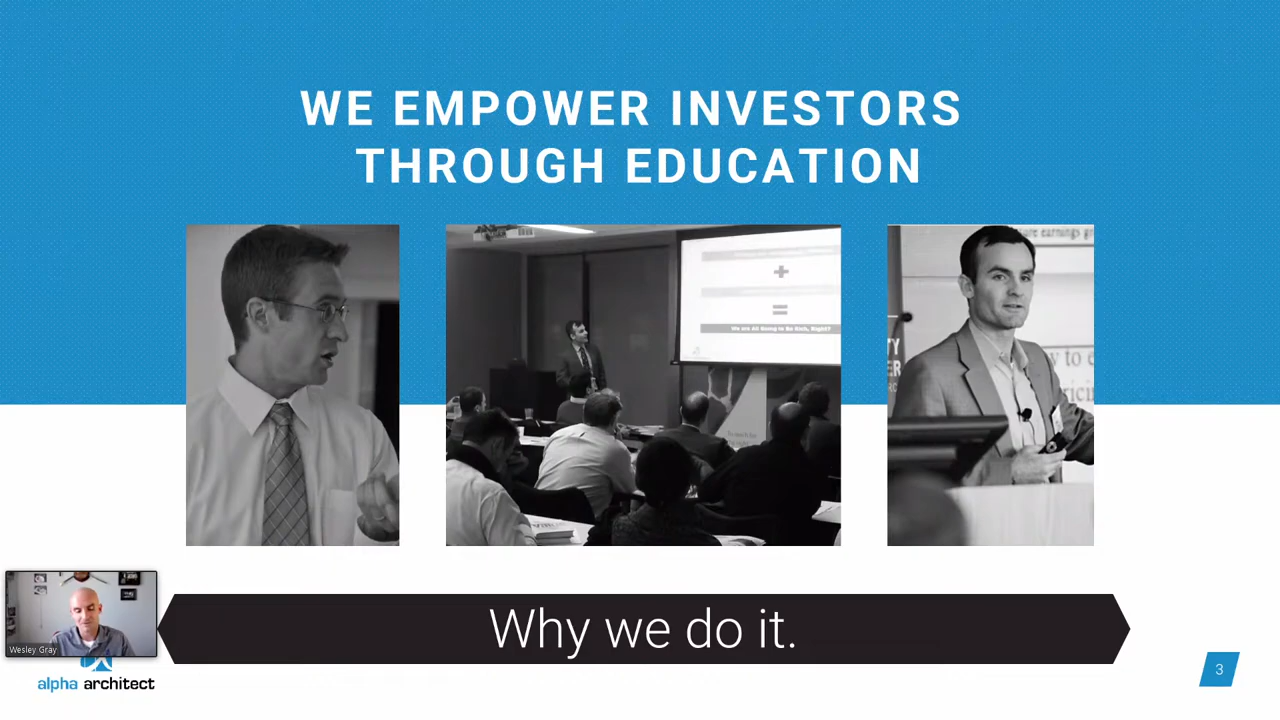 WE EMPOWER INVESTORS
THROUGH EDUCATION
We are All Going to Be Rich, Right?
Why we do it.
Wesley Gray
alpha architect
3